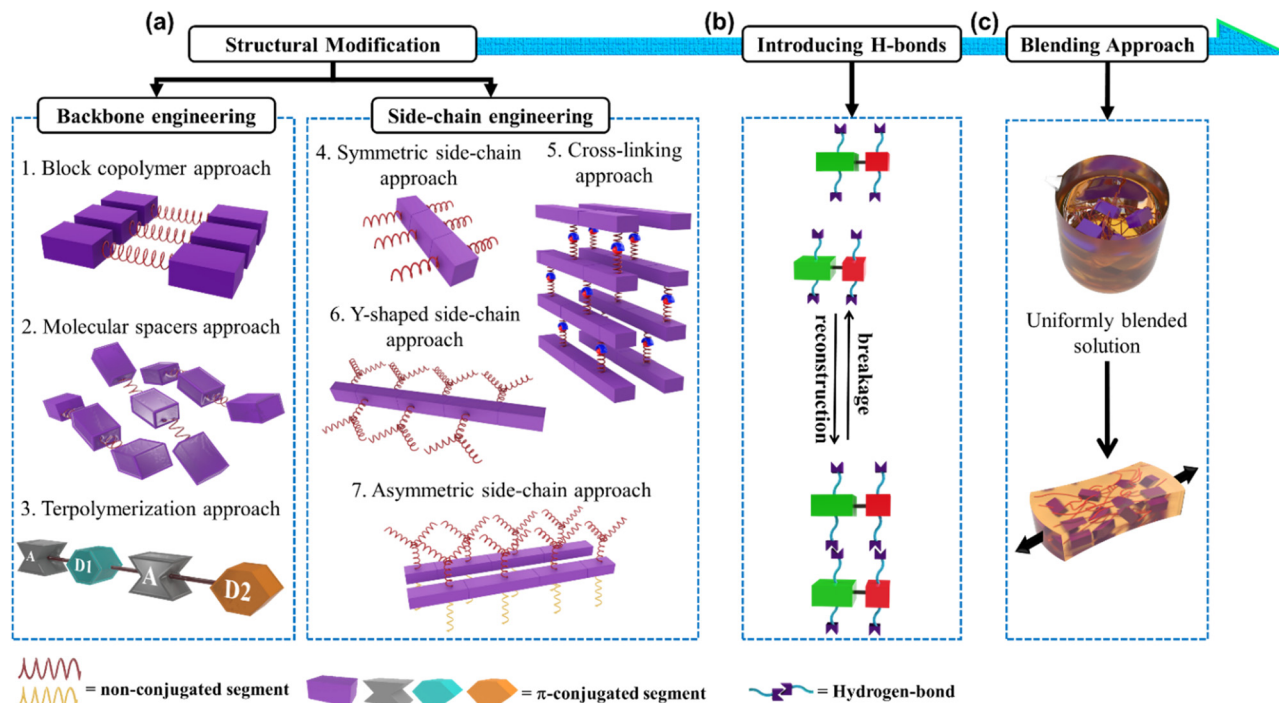 (a)
Structural Modification
(b)
Introducing H-bonds
(c)
Blending Approach
Backbone engineering
Side-chain engineering
1. Block copolymer approach
2. Molecular spacers approach
3. Terpolymerization approach
A
D1
A
D2
4. Symmetric side-chain
approach
5. Cross-linking
approach
6. Y-shaped side-chain
approach
7. Asymmetric side-chain approach
reconstruction
breakage
Uniformly blended
solution
= non-conjugated segment
= π-conjugated segment
= Hydrogen-bond